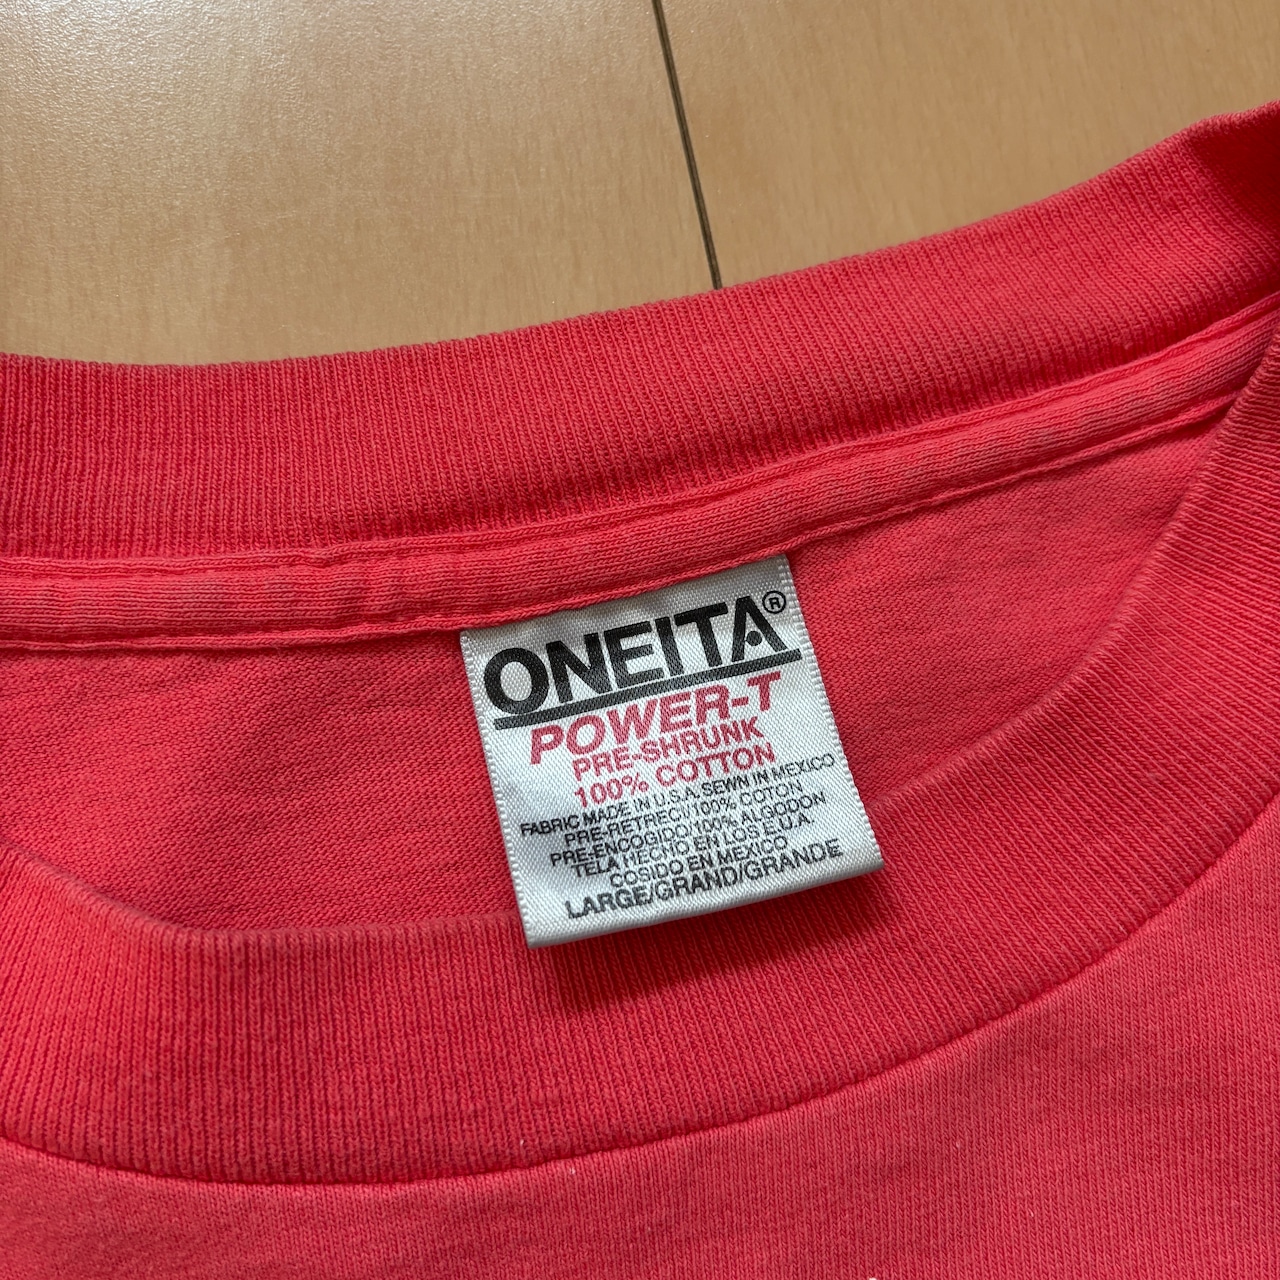 ONEITA®
POWER-T
PRE-SHRUNK
100% COTTON
FABRIC MADE IN U.S.A. SEWN IN MEXICO
PRE-RETRECI/100% COTON
PRE-ENCOGIDO/100% ALGODON
TELA HECHO EN LOS E.U.A.
COSIDO EN MEXICO
LARGE/GRAND/GRANDE